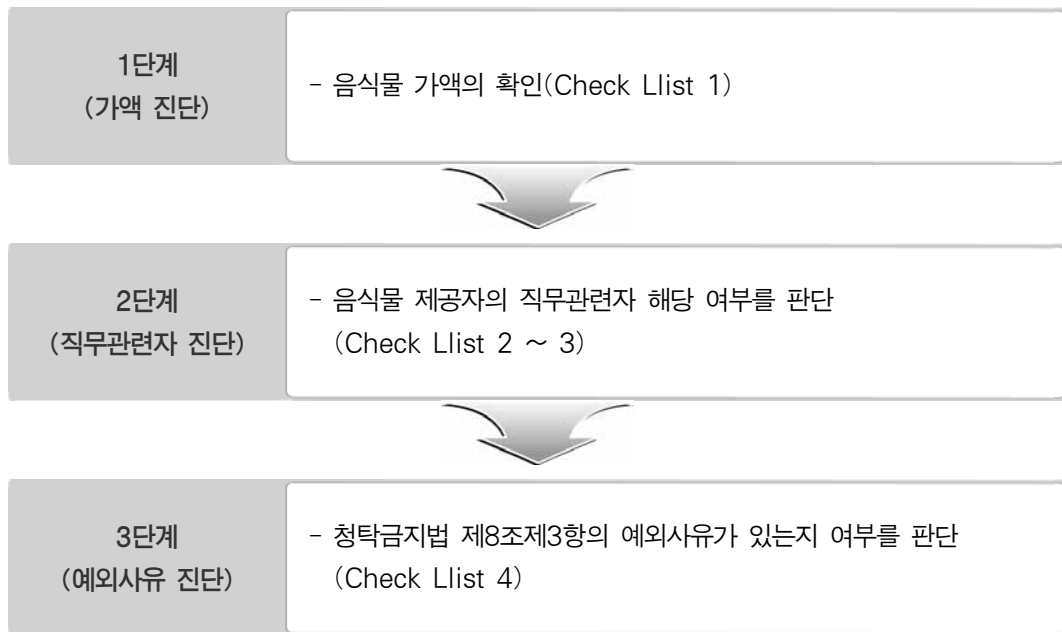 1단계
(가액 진단)
- 음식물 가액의 확인(Check Llist 1)
2단계
(직무관련자 진단)
- 음식물 제공자의 직무관련자 해당 여부를 판단
(Check Llist 2 ~ 3)
3단계
(예외사유 진단)
- 청탁금지법 제8조제3항의 예외사유가 있는지 여부를 판단
(Check Llist 4)